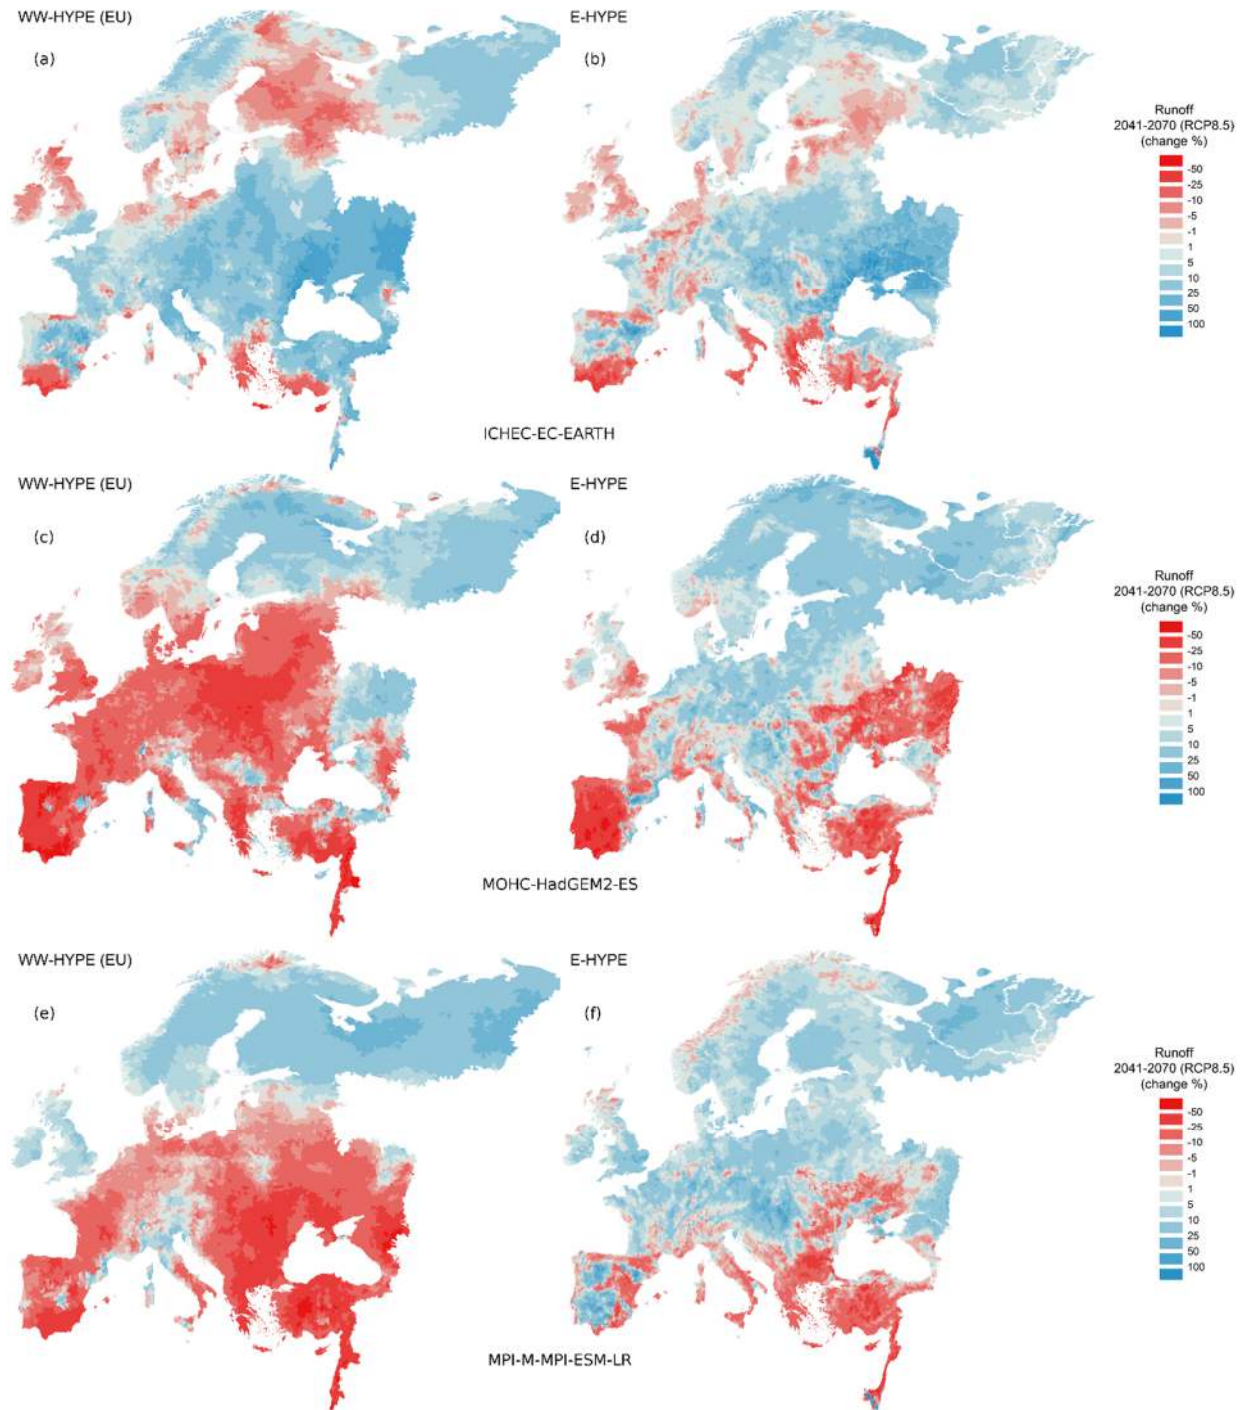 WW-HYPE (EU)
E-HYPE
(a)
(b)
Runoff
2041-2070 (RCP8.5)
(change %)
-50
-25
-10
-5
-1
1
5
10
25
50
100
ICHEC-EC-EARTH
WW-HYPE (EU)
E-HYPE
(c)
(d)
Runoff
2041-2070 (RCP8.5)
(change %)
-50
-25
-10
-5
-1
1
5
10
25
50
100
MOHC-HadGEM2-ES
WW-HYPE (EU)
E-HYPE
(e)
(f)
Runoff
2041-2070 (RCP8.5)
(change %)
-50
-25
-10
-5
-1
1
5
10
25
50
100
MPI-M-MPI-ESM-LR